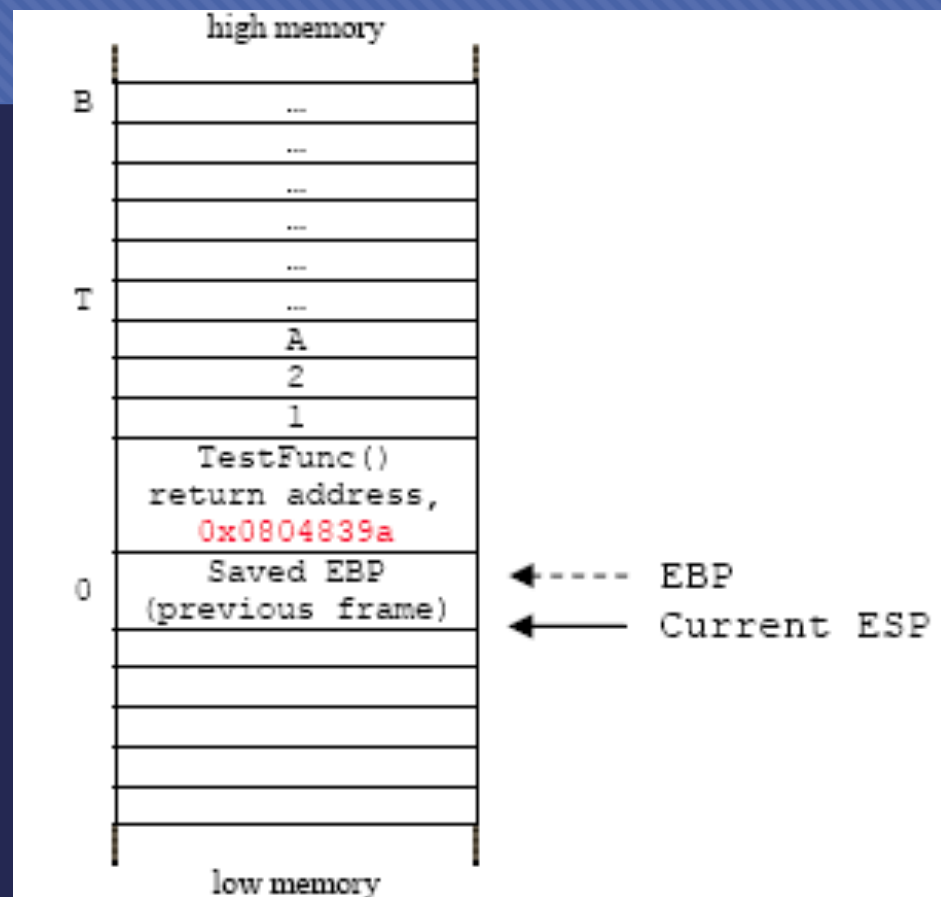 high memory
B
...
...
...
...
...
T
...
A
2
1
TestFunc()
return address,
0x0804839a
0
Saved EBP
(previous frame)
EBP
Current ESP
low memory